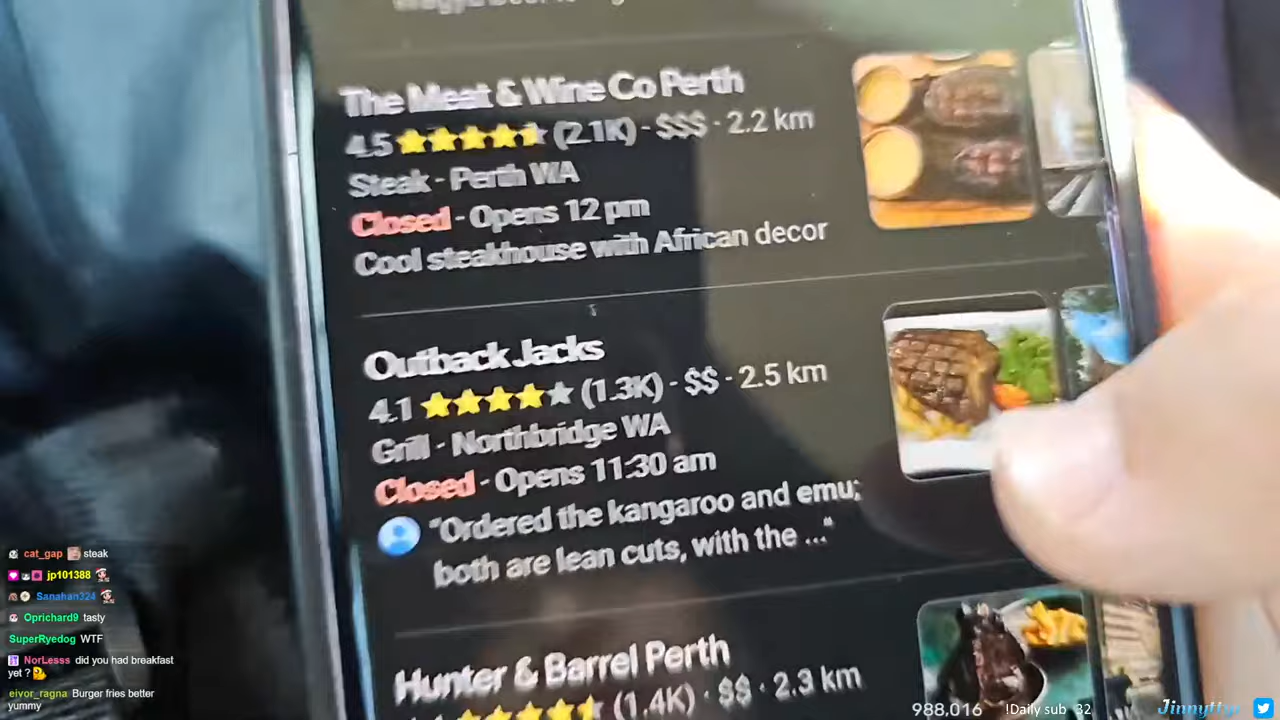 The Meat & Wine Co Perth
4.5 (2.1K) · $$$ · 2.2 km
Steak · Perth WA
Closed · Opens 12 pm
Cool steakhouse with African decor
Outback Jacks
4.1 (1.3K) · $$ · 2.5 km
Grill · Northbridge WA
Closed · Opens 11:30 am
"Ordered the kangaroo and emu;
both are lean cuts, with the ..."
Hunter & Barrel Perth
(1.4K) · $$ · 2.3 km
cat_gap steak
jp101388
Sanahan324
Oprichard9 tasty
SuperRyedog WTF
NorLesss did you had breakfast
yet ?
eivor_ragna Burger fries better
yummy
988,016 !Daily sub 32